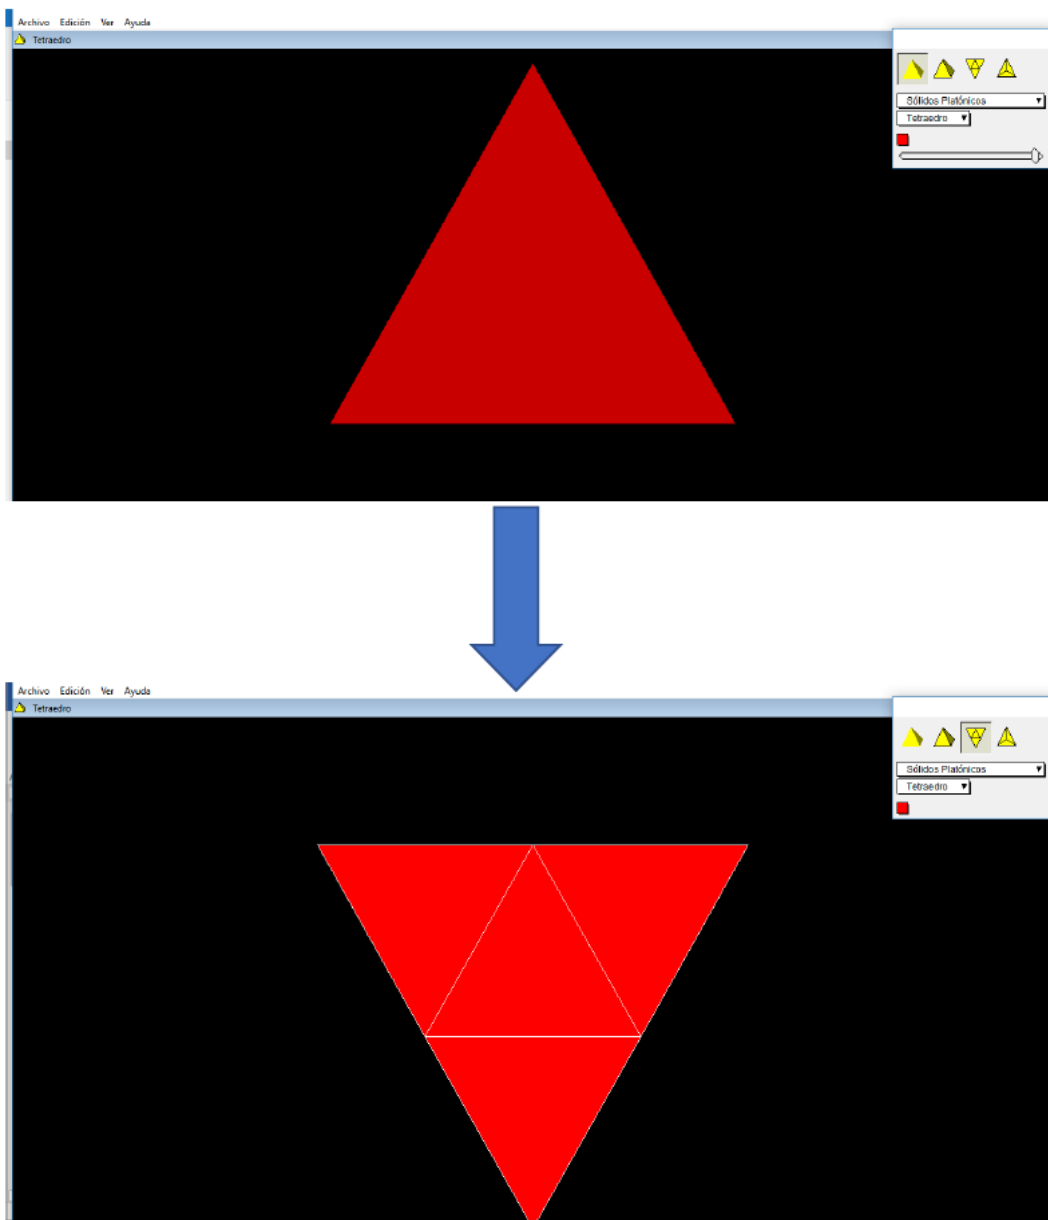 Archivo Edición Ver Ayuda
Tetraedro
Sólidos Platónicos
Tetraedro
Archivo Edición Ver Ayuda
Tetraedro
Sólidos Platónicos
Tetraedro